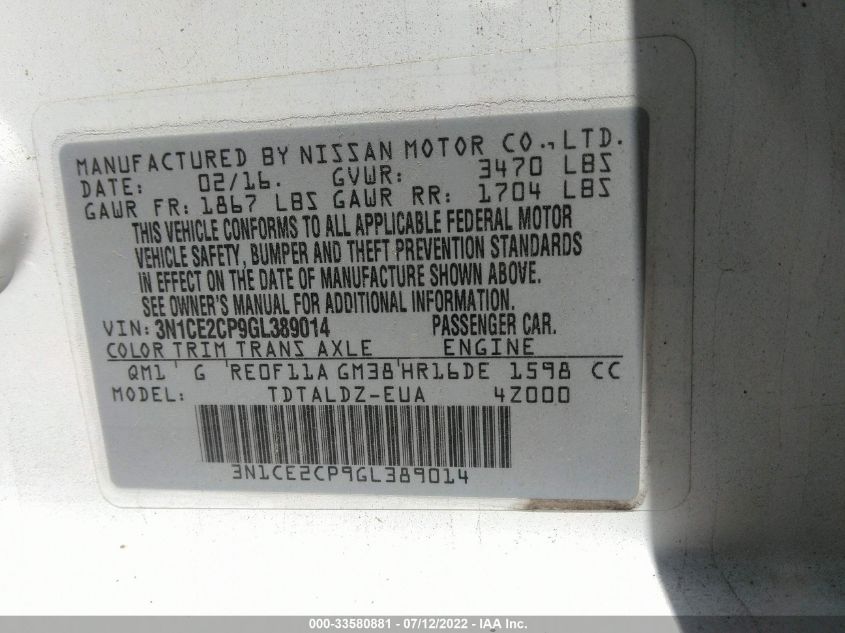 MANUFACTURED BY NISSAN MOTOR CO., LTD.
DATE: 02/16. GVWR: 3470 LBS
GAWR FR: 1867 LBS GAWR RR: 1704 LBS
THIS VEHICLE CONFORMS TO ALL APPLICABLE FEDERAL MOTOR
VEHICLE SAFETY, BUMPER AND THEFT PREVENTION STANDARDS
IN EFFECT ON THE DATE OF MANUFACTURE SHOWN ABOVE.
SEE OWNER'S MANUAL FOR ADDITIONAL INFORMATION.
VIN: 3N1CE2CP9GL389014 PASSENGER CAR.
COLOR TRIM TRANS AXLE ENGINE
QM1 G RE0F11A GM38 HR16DE 1598 CC
MODEL: TDTALDZ-EUA 4Z000
3N1CE2CP9GL389014
000-33580881 - 07/12/2022 - IAA Inc.